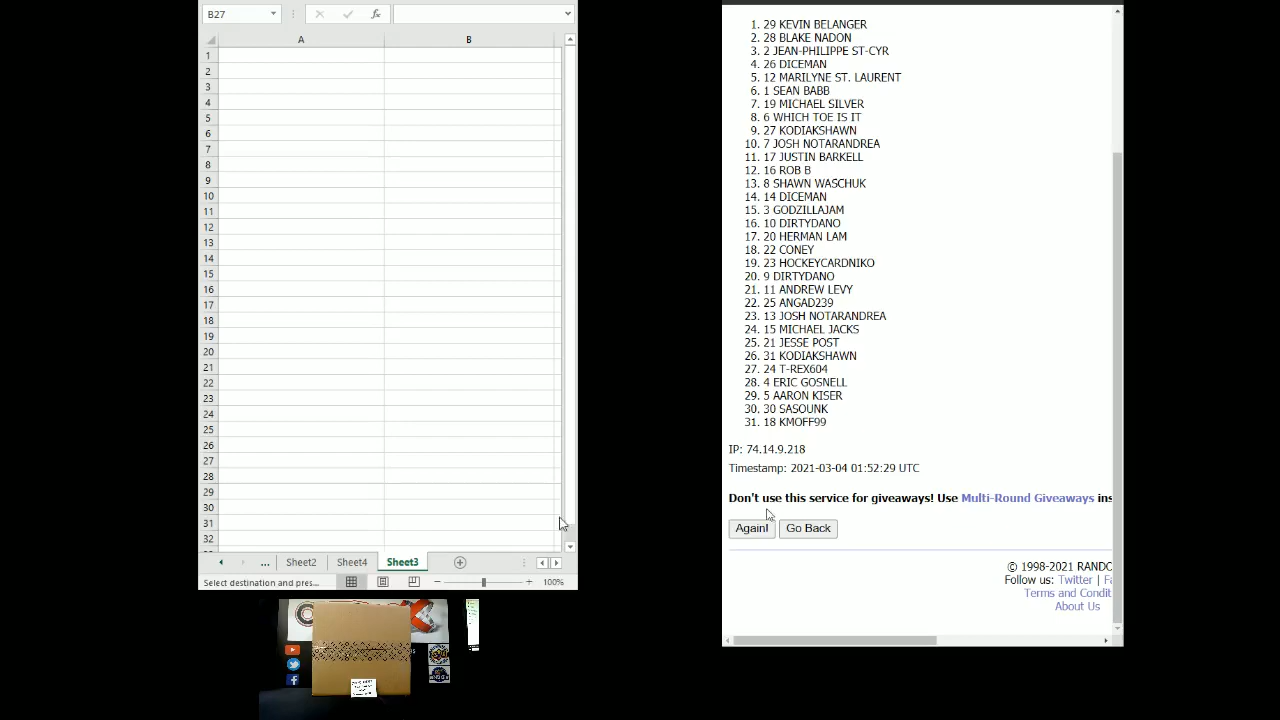 B27
fx
A B
1
2
3
4
5
6
7
8
9
10
11
12
13
14
15
16
17
18
19
20
21
22
23
24
25
26
27
28
29
30
31
32
... Sheet2 Sheet4 Sheet3
Select destination and pres... 100%
1. 29 KEVIN BELANGER
2. 28 BLAKE NADON
3. 2 JEAN-PHILIPPE ST-CYR
4. 26 DICEMAN
5. 12 MARILYNE ST. LAURENT
6. 1 SEAN BABB
7. 19 MICHAEL SILVER
8. 6 WHICH TOE IS IT
9. 27 KODIAKSHAWN
10. 7 JOSH NOTARANDREA
11. 17 JUSTIN BARKELL
12. 16 ROB B
13. 8 SHAWN WASCHUK
14. 14 DICEMAN
15. 3 GODZILLAJAM
16. 10 DIRTYDANO
17. 20 HERMAN LAM
18. 22 CONEY
19. 23 HOCKEYCARDNIKO
20. 9 DIRTYDANO
21. 11 ANDREW LEVY
22. 25 ANGAD239
23. 13 JOSH NOTARANDREA
24. 15 MICHAEL JACKS
25. 21 JESSE POST
26. 31 KODIAKSHAWN
27. 24 T-REX604
28. 4 ERIC GOSNELL
29. 5 AARON KISER
30. 30 SASOUNK
31. 18 KMOFF99
IP: 74.14.9.218
Timestamp: 2021-03-04 01:52:29 UTC
Don't use this service for giveaways! Use Multi-Round Giveaways ins
Again! Go Back
© 1998-2021 RANDO
Follow us: Twitter | Fa
Terms and Condit
About Us